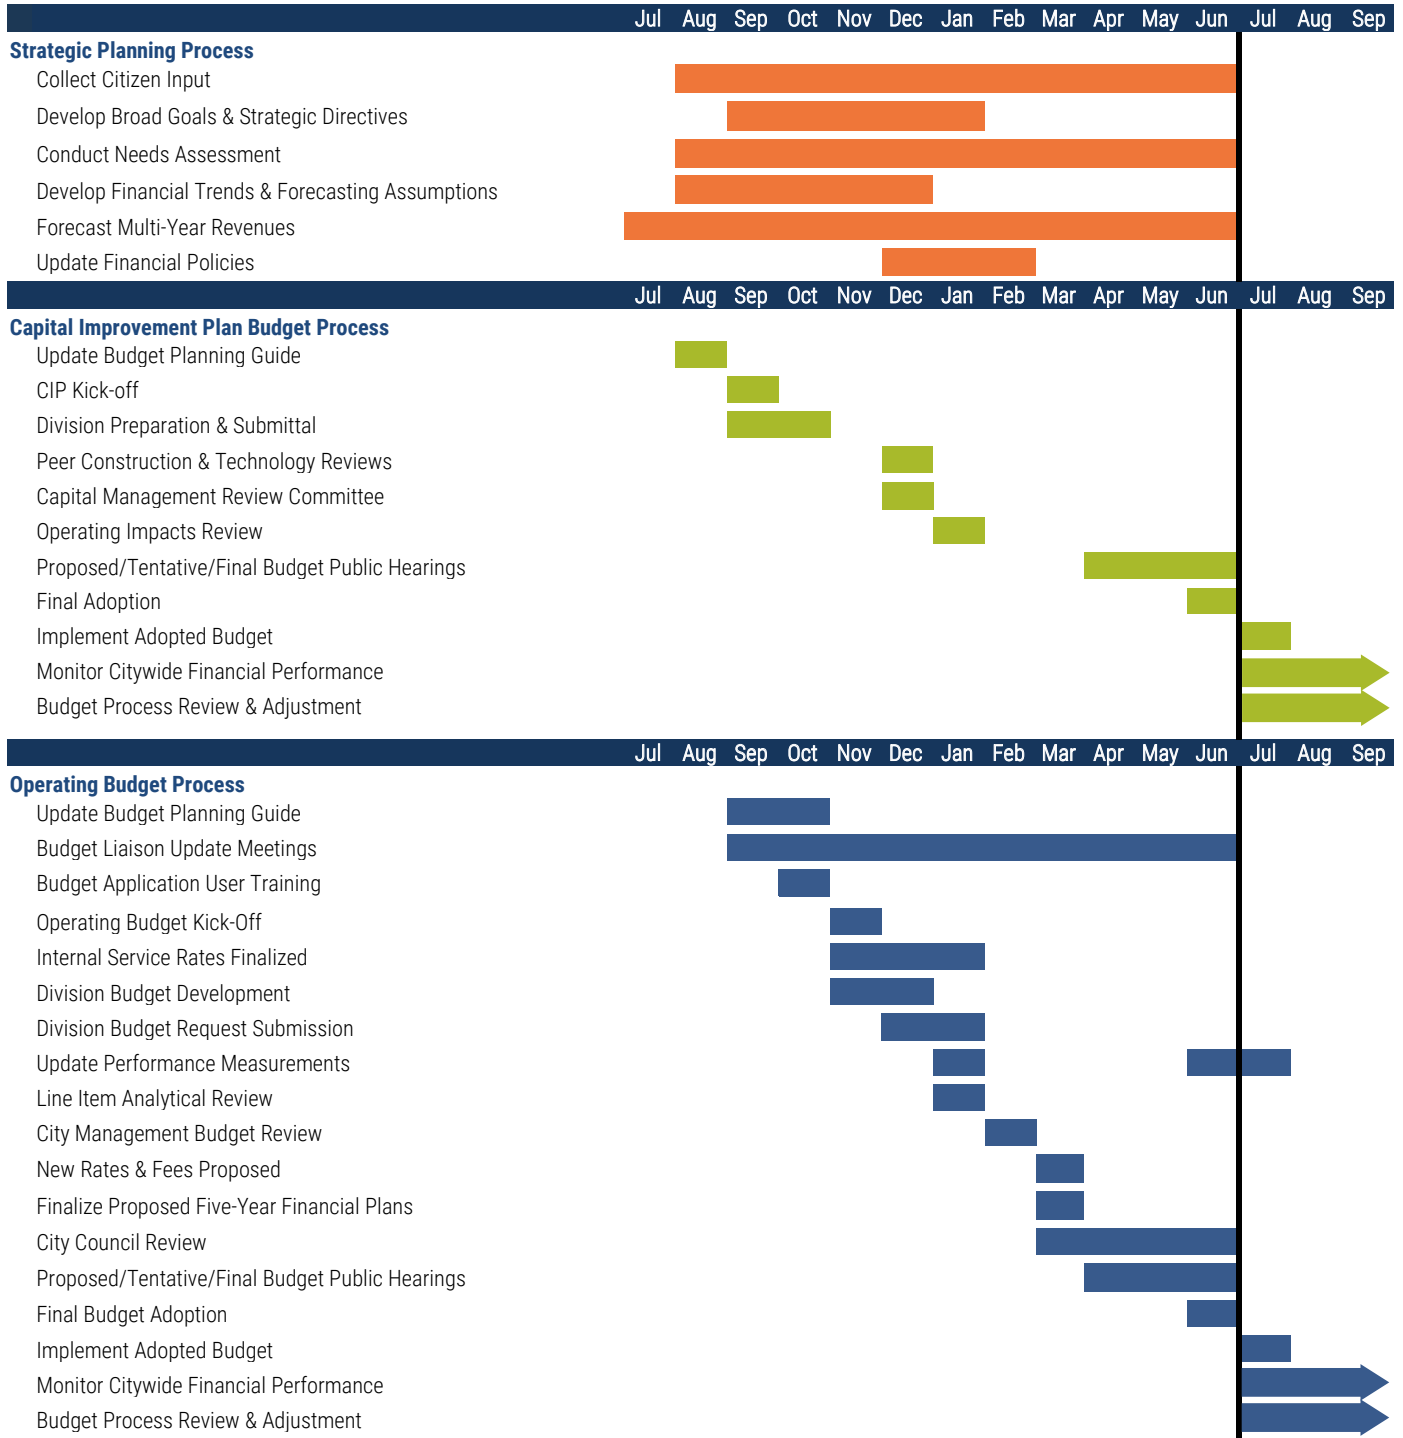 Jul Aug Sep Oct Nov Dec Jan Feb Mar Apr May Jun Jul Aug Sep
Strategic Planning Process
Collect Citizen Input
Develop Broad Goals & Strategic Directives
Conduct Needs Assessment
Develop Financial Trends & Forecasting Assumptions
Forecast Multi-Year Revenues
Update Financial Policies
Jul Aug Sep Oct Nov Dec Jan Feb Mar Apr May Jun Jul Aug Sep
Capital Improvement Plan Budget Process
Update Budget Planning Guide
CIP Kick-off
Division Preparation & Submittal
Peer Construction & Technology Reviews
Capital Management Review Committee
Operating Impacts Review
Proposed/Tentative/Final Budget Public Hearings
Final Adoption
Implement Adopted Budget
Monitor Citywide Financial Performance
Budget Process Review & Adjustment
Jul Aug Sep Oct Nov Dec Jan Feb Mar Apr May Jun Jul Aug Sep
Operating Budget Process
Update Budget Planning Guide
Budget Liaison Update Meetings
Budget Application User Training
Operating Budget Kick-Off
Internal Service Rates Finalized
Division Budget Development
Division Budget Request Submission
Update Performance Measurements
Line Item Analytical Review
City Management Budget Review
New Rates & Fees Proposed
Finalize Proposed Five-Year Financial Plans
City Council Review
Proposed/Tentative/Final Budget Public Hearings
Final Budget Adoption
Implement Adopted Budget
Monitor Citywide Financial Performance
Budget Process Review & Adjustment